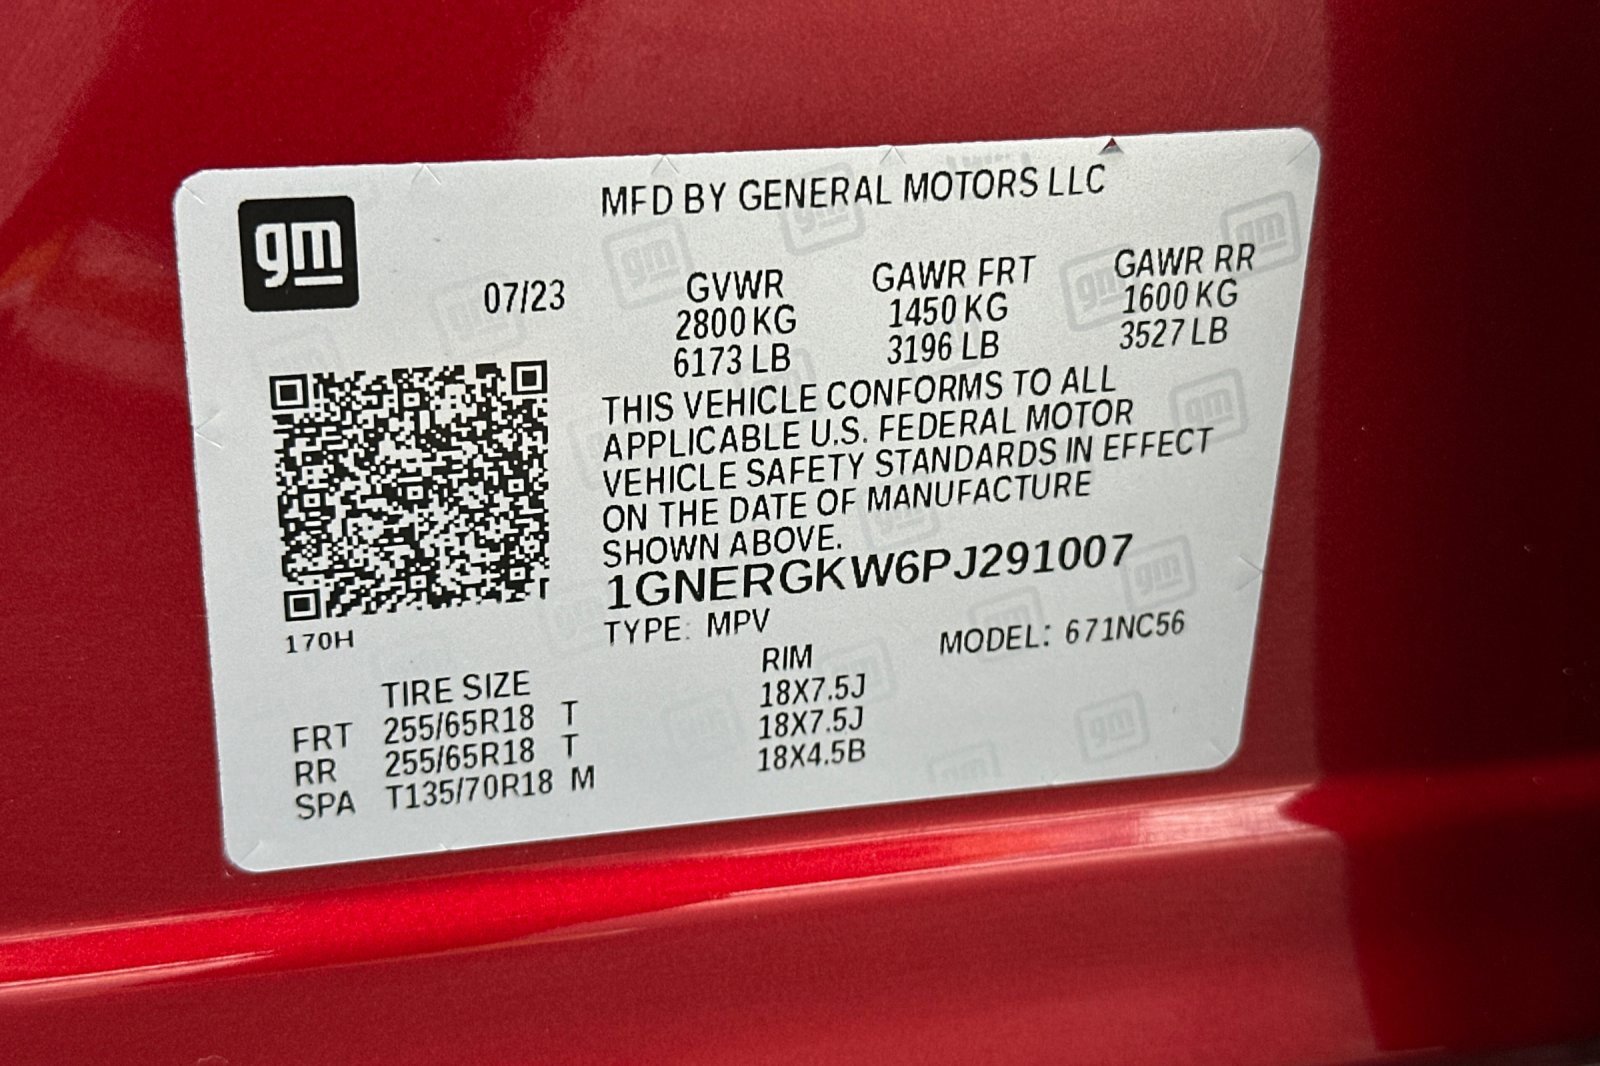 gm
MFD BY GENERAL MOTORS LLC
07/23
GVWR GAWR FRT GAWR RR
2800 KG 1450 KG 1600 KG
6173 LB 3196 LB 3527 LB
THIS VEHICLE CONFORMS TO ALL
APPLICABLE U.S. FEDERAL MOTOR
VEHICLE SAFETY STANDARDS IN EFFECT
ON THE DATE OF MANUFACTURE
SHOWN ABOVE.
1GNERGKW6PJ291007
170H
TYPE: MPV MODEL: 671NC56
TIRE SIZE RIM
FRT 255/65R18 T 18X7.5J
RR 255/65R18 T 18X7.5J
SPA T135/70R18 M 18X4.5B